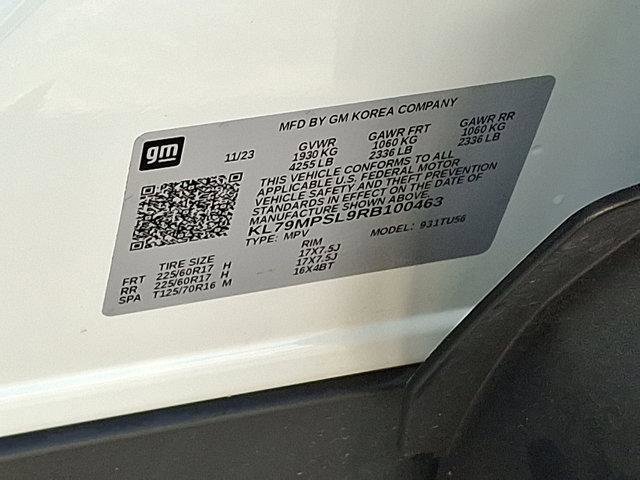 gm
MFD BY GM KOREA COMPANY
11/23
GVWR GAWR FRT GAWR RR
1930 KG 1060 KG 1060 KG
4255 LB 2336 LB 2336 LB
THIS VEHICLE CONFORMS TO ALL
APPLICABLE U.S. FEDERAL MOTOR
VEHICLE SAFETY AND THEFT PREVENTION
STANDARDS IN EFFECT ON THE DATE OF
MANUFACTURE SHOWN ABOVE.
KL79MPSL9RB100463
TYPE: MPV MODEL: 931TU56
TIRE SIZE RIM
FRT 225/60R17 H 17X7.5J
RR 225/60R17 H 17X7.5J
SPA T125/70R16 M 16X4BT